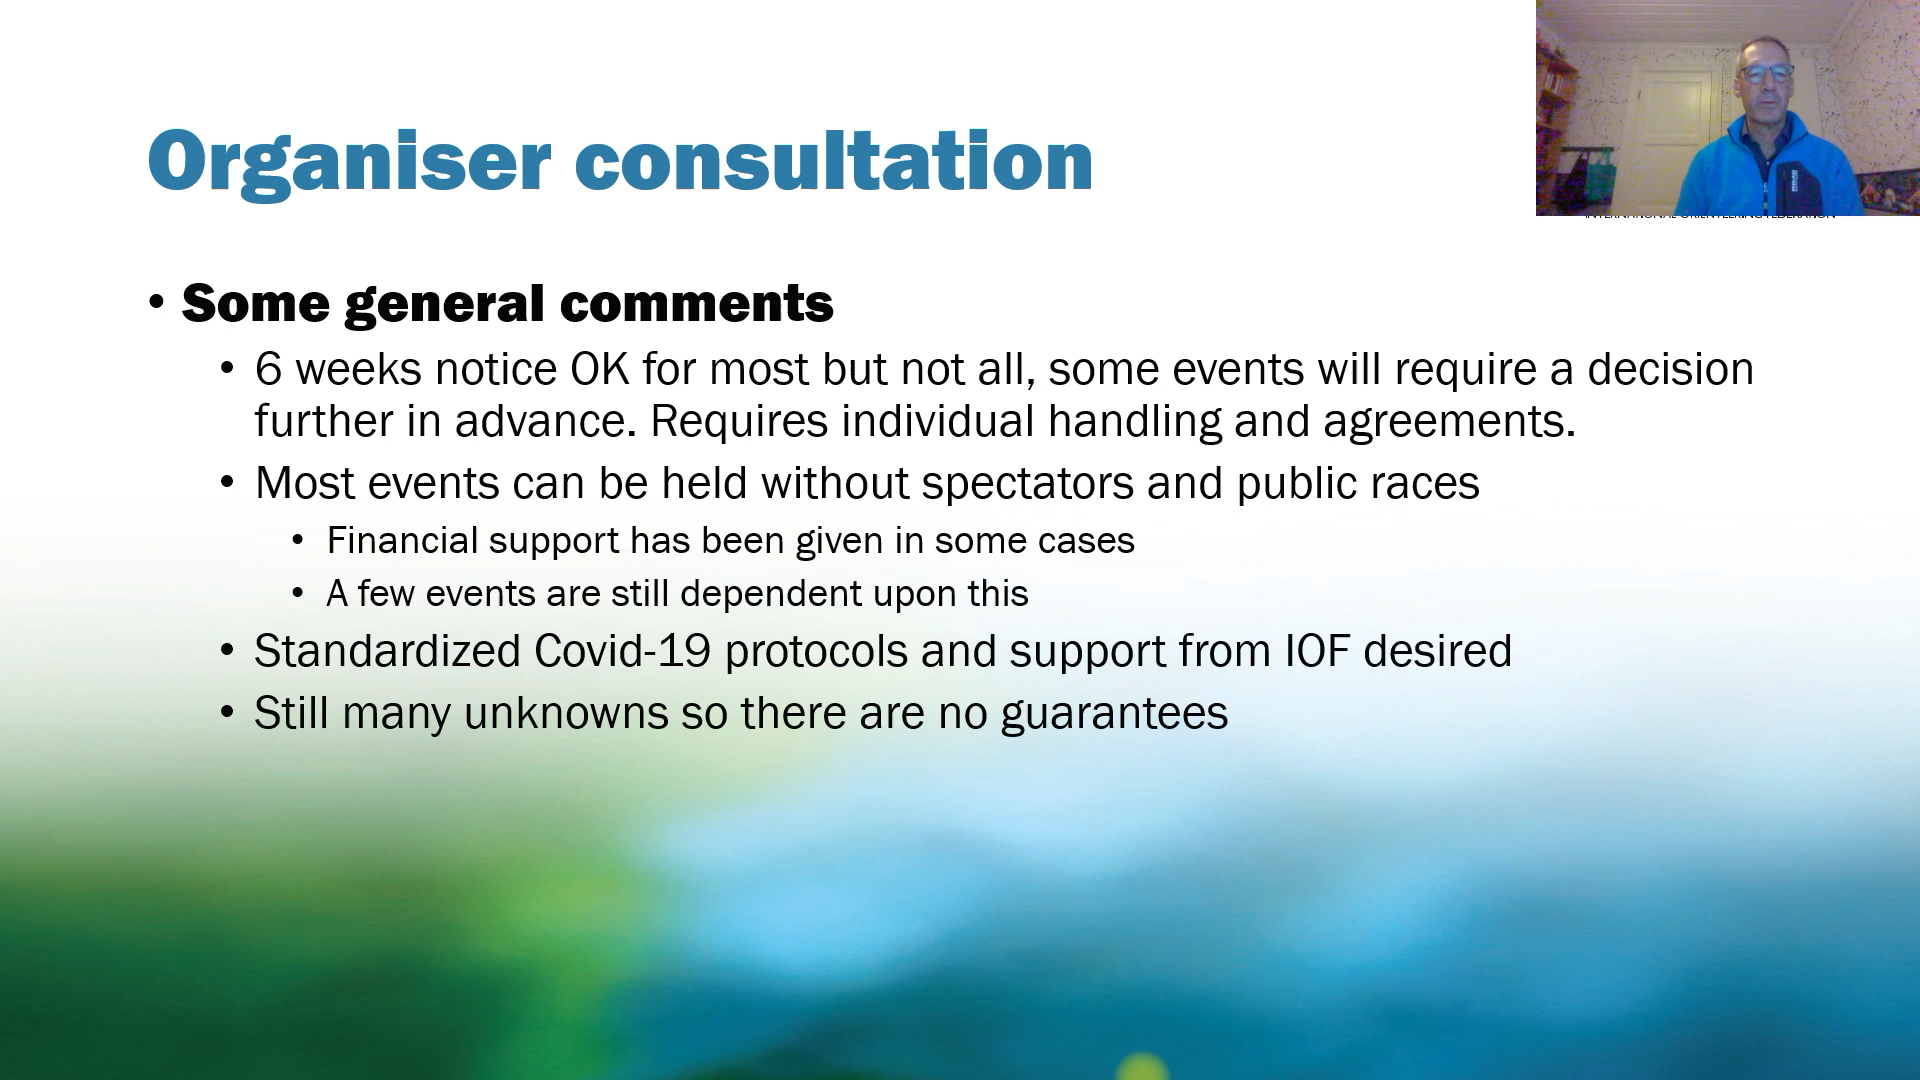 Organiser consultation
INTERNATIONAL ORIENTEERING FEDERATION
• Some general comments
• 6 weeks notice OK for most but not all, some events will require a decision
further in advance. Requires individual handling and agreements.
• Most events can be held without spectators and public races
• Financial support has been given in some cases
• A few events are still dependent upon this
• Standardized Covid-19 protocols and support from IOF desired
• Still many unknowns so there are no guarantees